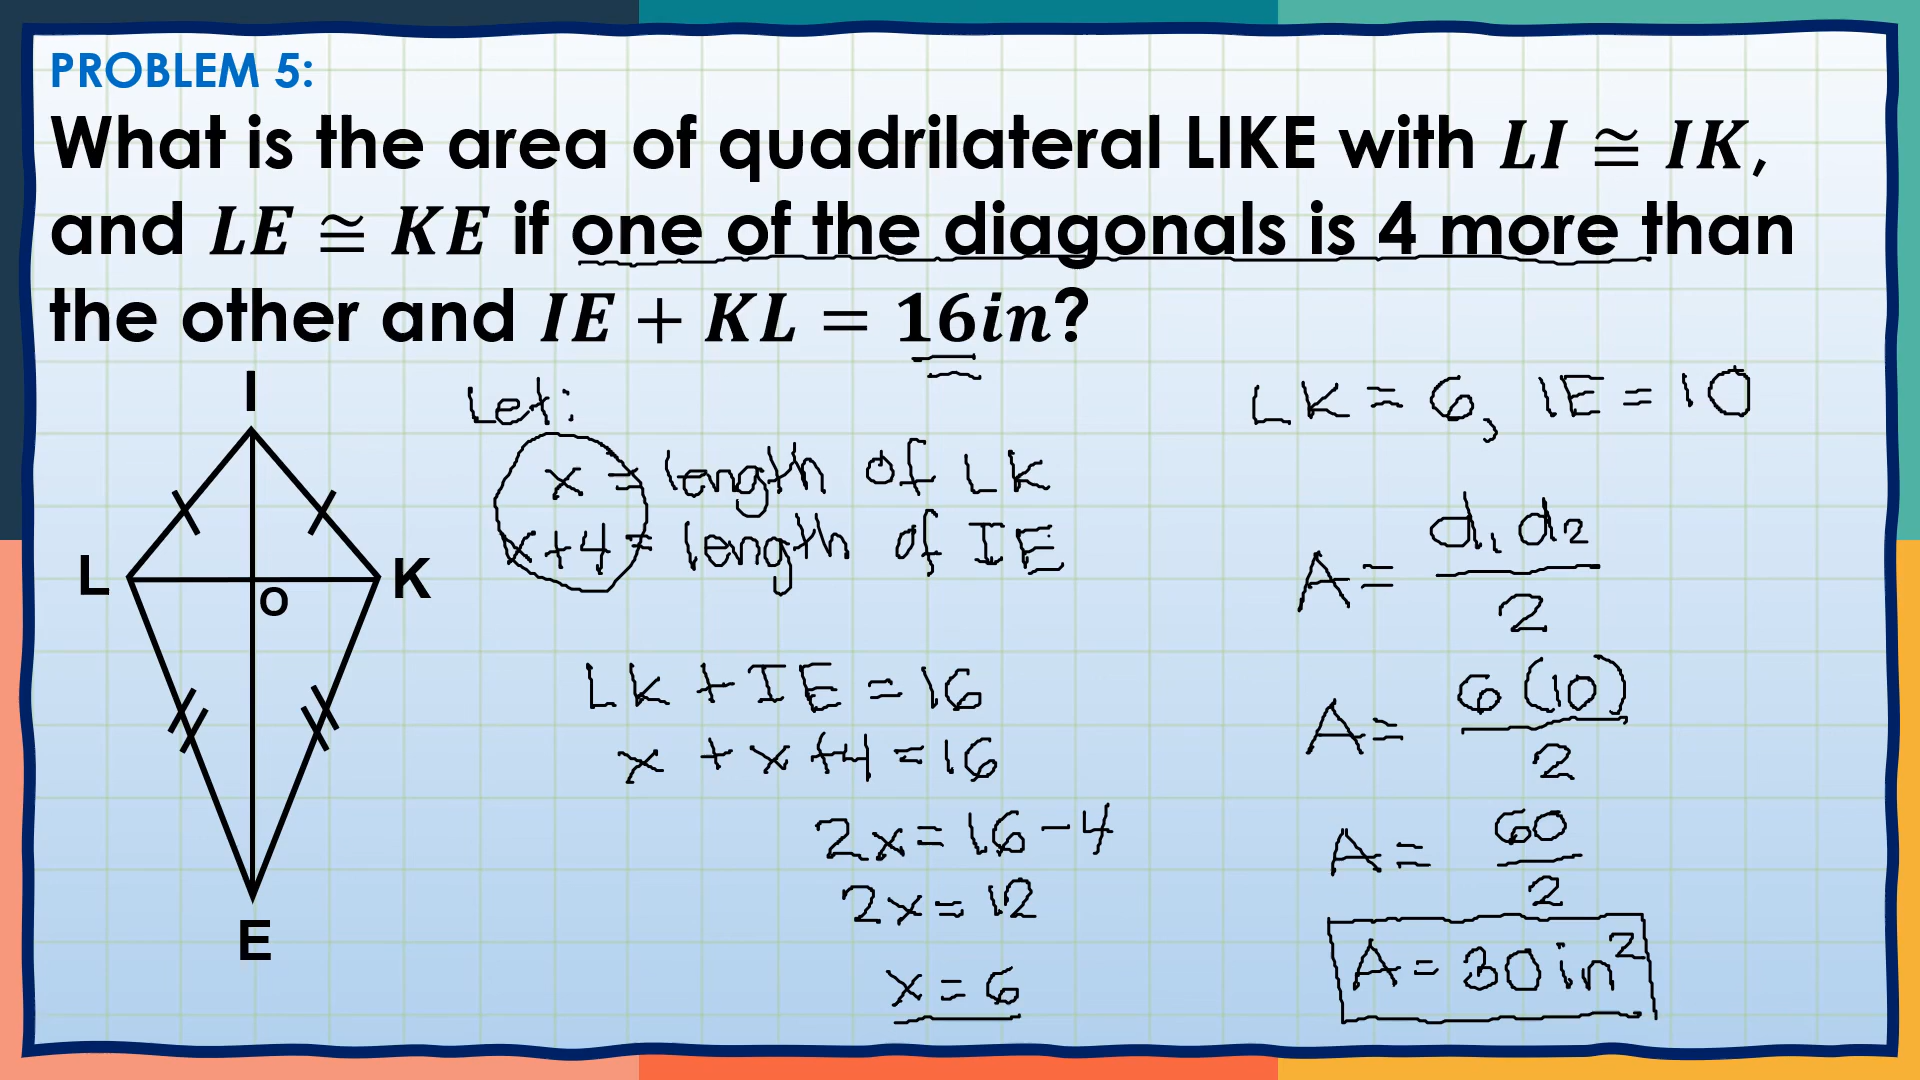 PROBLEM 5:
What is the area of quadrilateral LIKE with LI ≅ IK,
and LE ≅ KE if one of the diagonals is 4 more than
the other and IE + KL = 16in?
I
L
K
O
E
Let:
x = length of LK
x+4 = length of IE
LK + IE = 16
x + x + 4 = 16
2x = 16 - 4
2x = 12
x = 6
LK = 6, IE = 10
A = d₁d₂
2
A = 6(10)
2
A = 60
2
A = 30in²